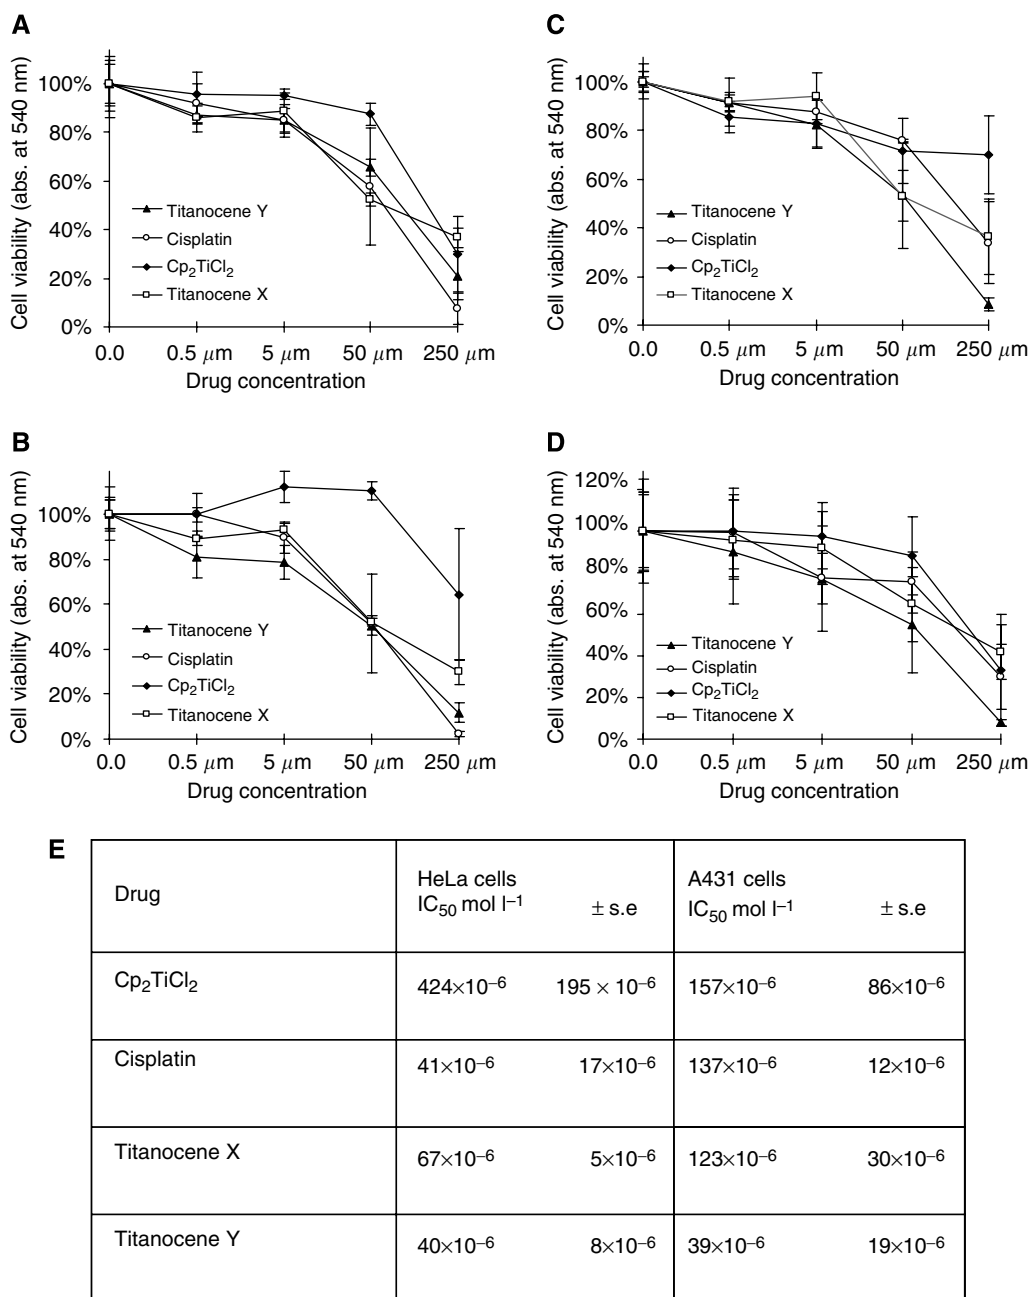 A
Cell viability (abs. at 540 nm)
100%
80%
60%
40%
20%
0%
Titanocene Y
Cisplatin
Cp₂TiCl₂
Titanocene X
0.0 0.5 μm 5 μm 50 μm 250 μm
Drug concentration
C
Cell viability (abs. at 540 nm)
100%
80%
60%
40%
20%
0%
Titanocene Y
Cisplatin
Cp₂TiCl₂
Titanocene X
0.0 0.5 μm 5 μm 50 μm 250 μm
Drug concentration
B
Cell viability (abs. at 540 nm)
100%
80%
60%
40%
20%
0%
Titanocene Y
Cisplatin
Cp₂TiCl₂
Titanocene X
0.0 0.5 μm 5 μm 50 μm 250 μm
Drug concentration
D
Cell viability (abs. at 540 nm)
120%
100%
80%
60%
40%
20%
0%
Titanocene Y
Cisplatin
Cp₂TiCl₂
Titanocene X
0.0 0.5 μm 5 μm 50 μm 250 μm
Drug concentration
E
Drug
HeLa cells
IC₅₀ mol l⁻¹ ± s.e
A431 cells
IC₅₀ mol l⁻¹ ± s.e
Cp₂TiCl₂ 424×10⁻⁶ 195 × 10⁻⁶ 157×10⁻⁶ 86×10⁻⁶
Cisplatin 41×10⁻⁶ 17×10⁻⁶ 137×10⁻⁶ 12×10⁻⁶
Titanocene X 67×10⁻⁶ 5×10⁻⁶ 123×10⁻⁶ 30×10⁻⁶
Titanocene Y 40×10⁻⁶ 8×10⁻⁶ 39×10⁻⁶ 19×10⁻⁶